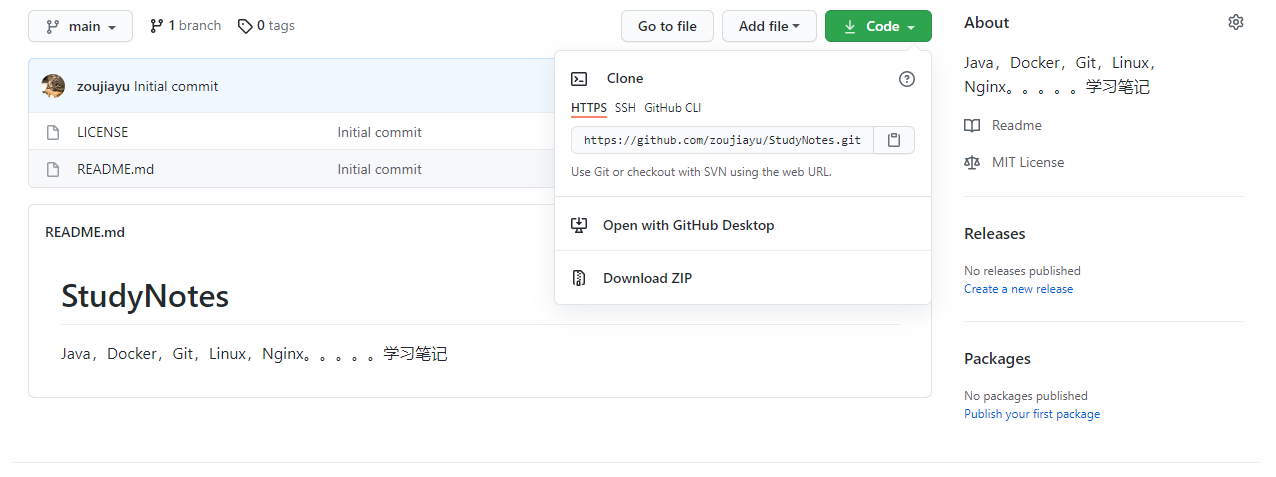 main
1 branch
0 tags
Go to file
Add file
Code
zoujiayu Initial commit
LICENSE
Initial commit
README.md
Initial commit
Clone
HTTPS SSH GitHub CLI
https://github.com/zoujiayu/StudyNotes.git
Use Git or checkout with SVN using the web URL.
Open with GitHub Desktop
Download ZIP
README.md
StudyNotes
Java，Docker，Git，Linux，Nginx。。。。。学习笔记
About
Java，Docker，Git，Linux，
Nginx。。。。。学习笔记
Readme
MIT License
Releases
No releases published
Create a new release
Packages
No packages published
Publish your first package